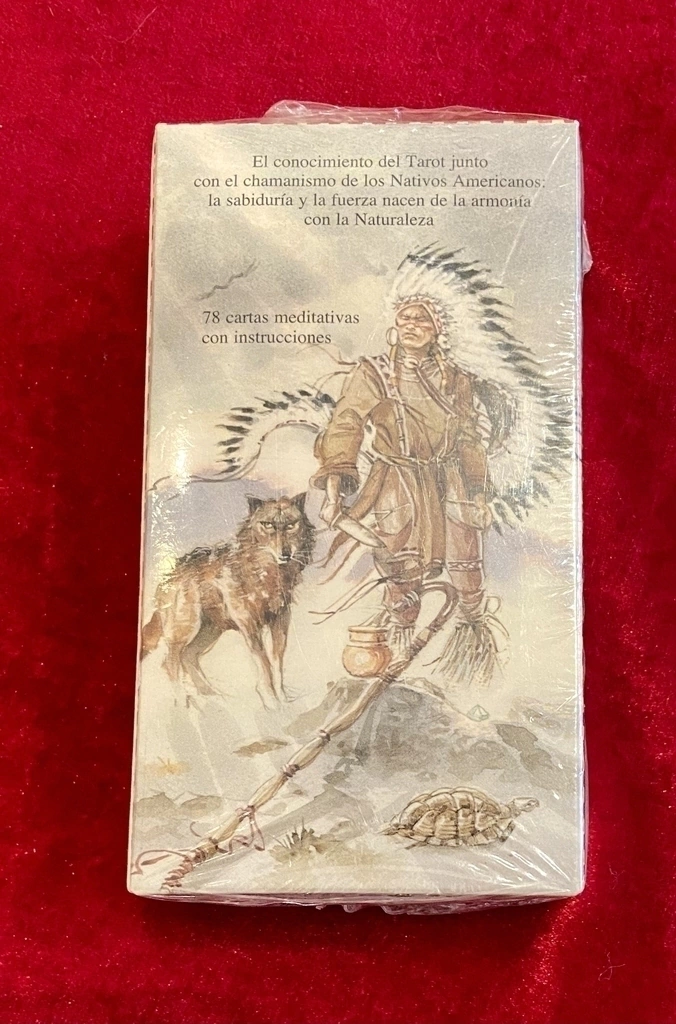 El conocimiento del Tarot junto
con el chamanismo de los Nativos Americanos:
la sabiduría y la fuerza nacen de la armonía
con la Naturaleza
78 cartas meditativas
con instrucciones